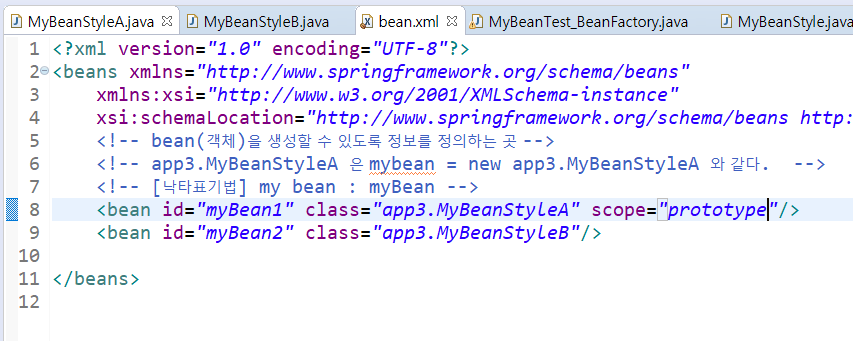 MyBeanStyleA.java MyBeanStyleB.java bean.xml MyBeanTest_BeanFactory.java MyBeanStyle.java
1 <?xml version="1.0" encoding="UTF-8"?>
2 <beans xmlns="http://www.springframework.org/schema/beans"
3 xmlns:xsi="http://www.w3.org/2001/XMLSchema-instance"
4 xsi:schemaLocation="http://www.springframework.org/schema/beans http:
5 <!-- bean(객체)을 생성할 수 있도록 정보를 정의하는 곳 -->
6 <!-- app3.MyBeanStyleA 은 mybean = new app3.MyBeanStyleA 와 같다. -->
7 <!-- [낙타표기법] my bean : myBean -->
8 <bean id="myBean1" class="app3.MyBeanStyleA" scope="prototype"/>
9 <bean id="myBean2" class="app3.MyBeanStyleB"/>
10
11 </beans>
12